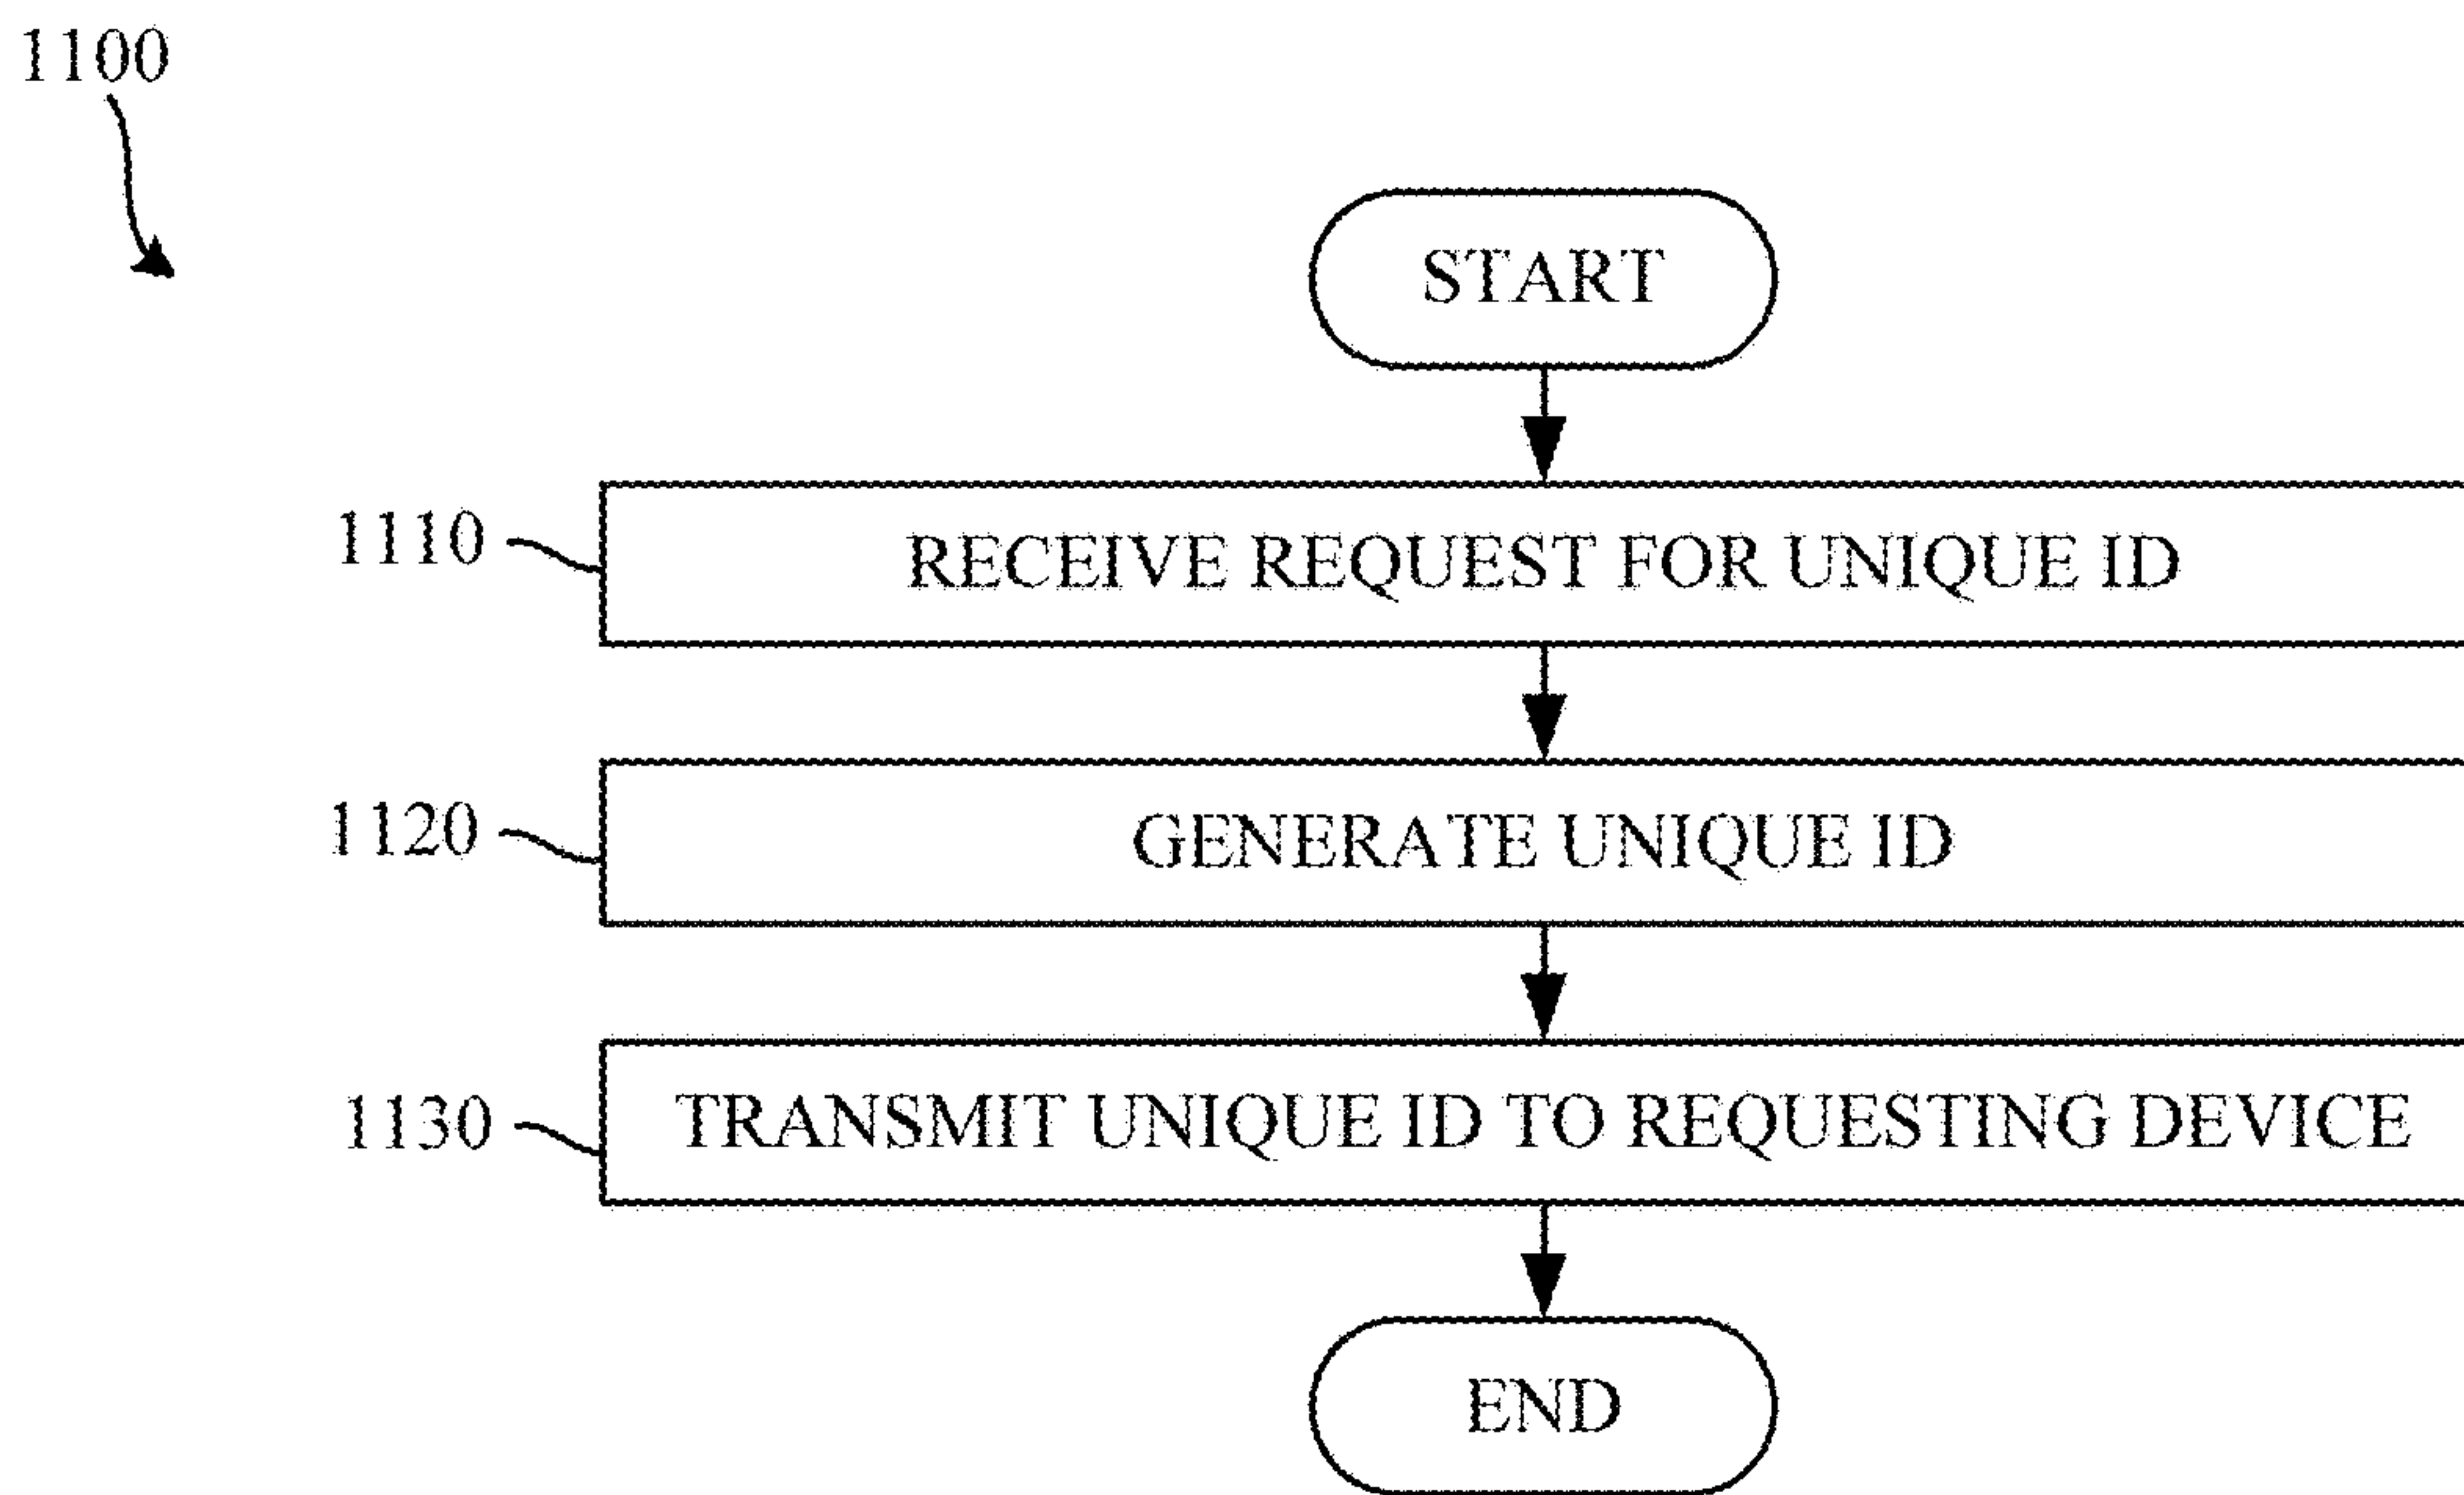 1100
START
1110 RECEIVE REQUEST FOR UNIQUE ID
1120 GENERATE UNIQUE ID
1130 TRANSMIT UNIQUE ID TO REQUESTING DEVICE
END